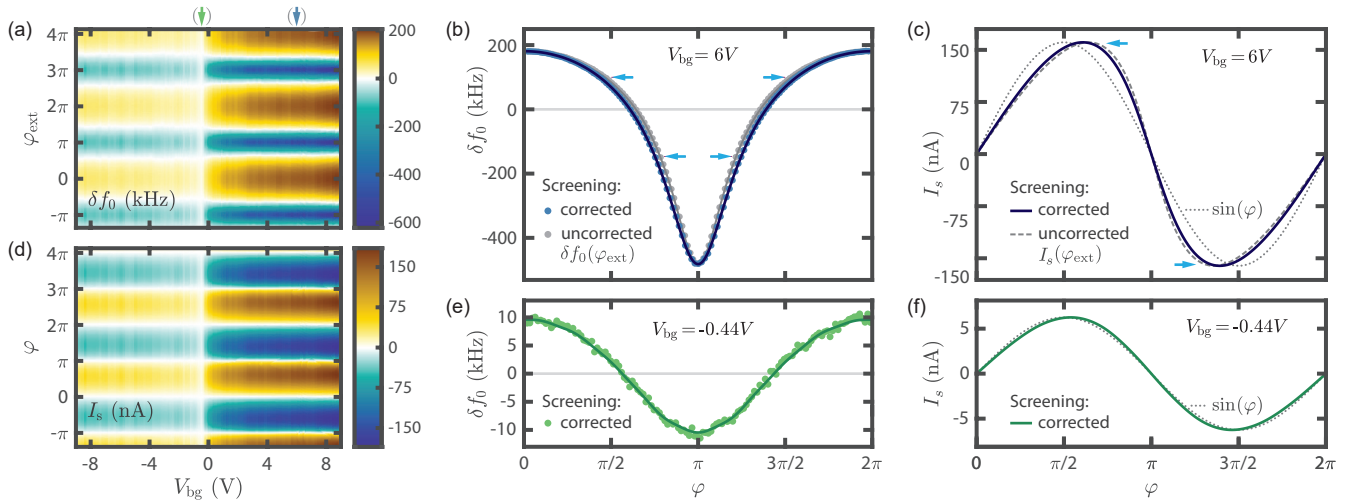 (a)
4π
3π
2π
π
0
-π
φext
δf0 (kHz)
200
0
-200
-400
-600
(b)
Vbg = 6V
200
0
-200
-400
δf0 (kHz)
Screening:
corrected
uncorrected
δf0(φext)
(c)
Vbg = 6V
150
75
0
-75
-150
Is (nA)
sin(φ)
Screening:
corrected
uncorrected
Is(φext)
(d)
4π
3π
2π
π
0
-π
φ
Is (nA)
-8
-4
0
4
8
Vbg (V)
150
75
0
-75
-150
(e)
Vbg = -0.44V
10
5
0
-5
-10
δf0 (kHz)
Screening:
corrected
0
π/2
π
3π/2
2π
φ
(f)
Vbg = -0.44V
5
0
-5
Is (nA)
sin(φ)
Screening:
corrected
0
π/2
π
3π/2
2π
φ